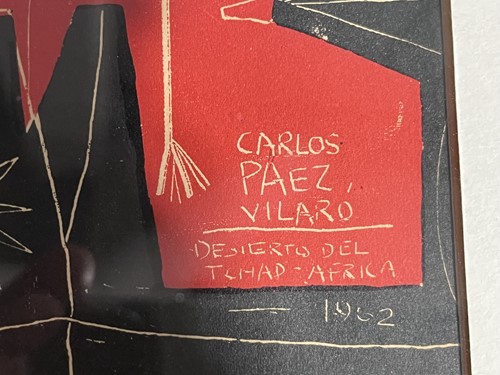 CARLOS
PAEZ,
VILARO
DESIERTO DEL
TCHAD-AFRICA
— 1962